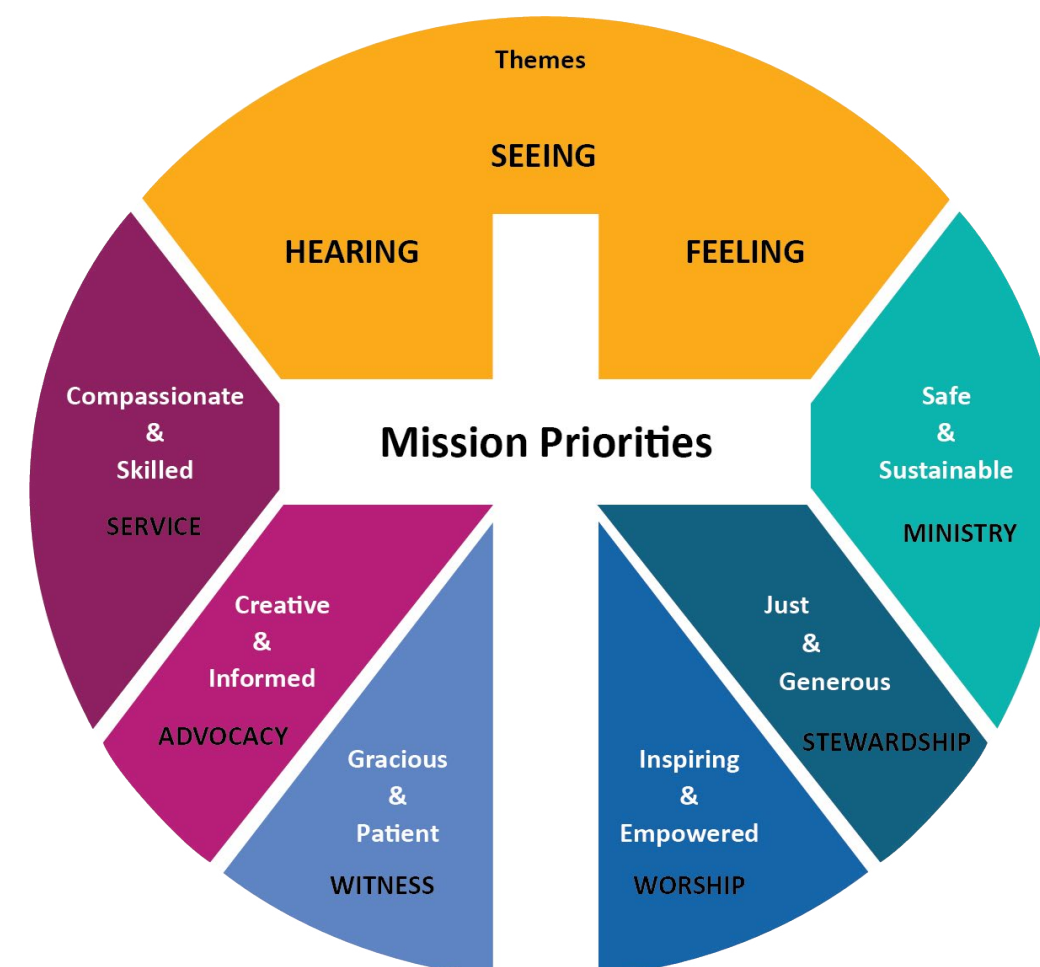 Themes
SEEING
HEARING
FEELING
Mission Priorities
Compassionate
&
Skilled
SERVICE
Creative
&
Informed
ADVOCACY
Gracious
&
Patient
WITNESS
Inspiring
&
Empowered
WORSHIP
Just
&
Generous
STEWARDSHIP
Safe
&
Sustainable
MINISTRY